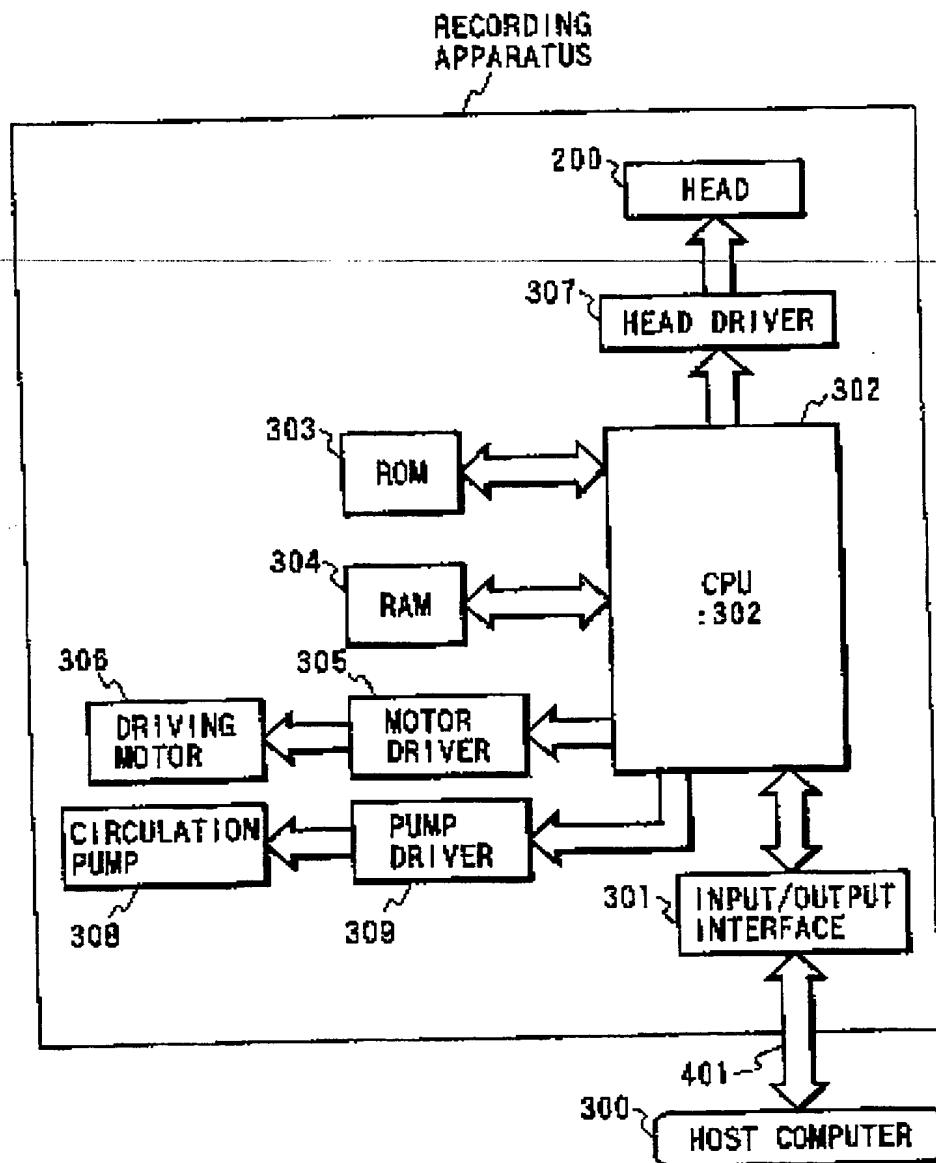 RECORDING
APPARATUS
200
HEAD
307
HEAD DRIVER
302
303
ROM
CPU
:302
304
RAM
306
305
DRIVING
MOTOR
MOTOR
DRIVER
CIRCULATION
PUMP
PUMP
DRIVER
308
309
301
INPUT/OUTPUT
INTERFACE
401
300
HOST COMPUTER